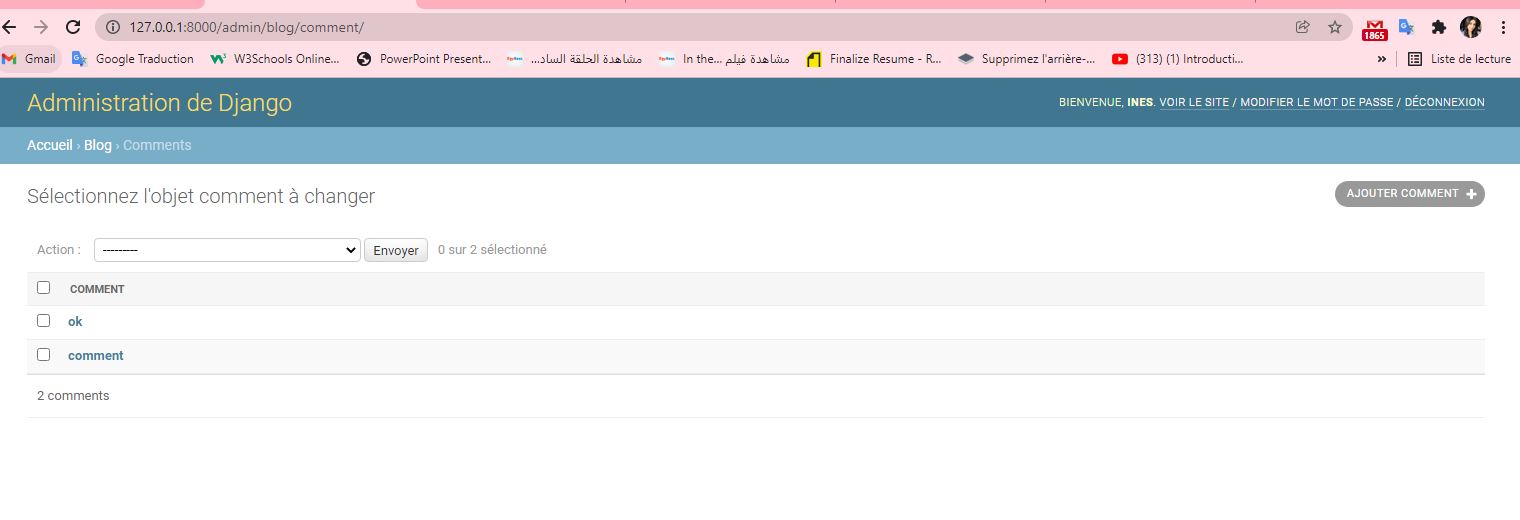 127.0.0.1:8000/admin/blog/comment/
1865
Gmail Google Traduction W3Schools Online... PowerPoint Present... مشاهدة الحلقة الساد... In the... مشاهدة فيلم Finalize Resume - R... Supprimez l'arrière-... (313) (1) Introducti... » Liste de lecture
Administration de Django
BIENVENUE, INES. VOIR LE SITE / MODIFIER LE MOT DE PASSE / DÉCONNEXION
Accueil › Blog › Comments
Sélectionnez l'objet comment à changer
AJOUTER COMMENT +
Action : --------- Envoyer 0 sur 2 sélectionné
COMMENT
ok
comment
2 comments